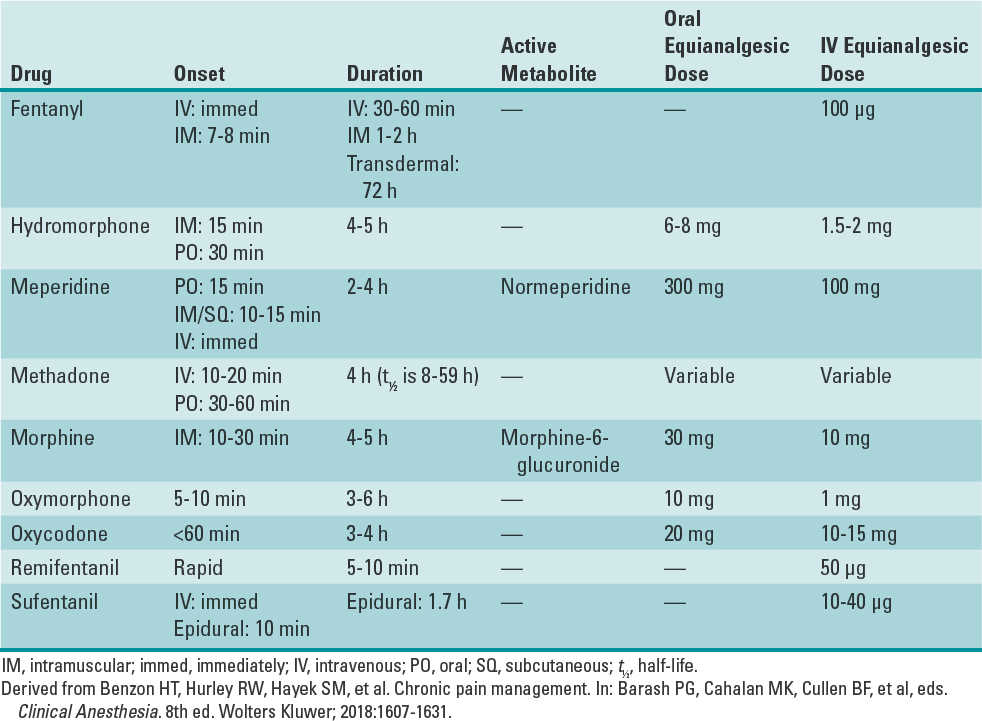 Drug Onset Duration Active Metabolite Oral Equianalgesic Dose IV Equianalgesic Dose
Fentanyl IV: immed IV: 30-60 min — — 100 µg
IM: 7-8 min IM 1-2 h
Transdermal:
72 h
Hydromorphone IM: 15 min 4-5 h — 6-8 mg 1.5-2 mg
PO: 30 min
Meperidine PO: 15 min 2-4 h Normeperidine 300 mg 100 mg
IM/SQ: 10-15 min
IV: immed
Methadone IV: 10-20 min 4 h (t½ is 8-59 h) — Variable Variable
PO: 30-60 min
Morphine IM: 10-30 min 4-5 h Morphine-6- 30 mg 10 mg
glucuronide
Oxymorphone 5-10 min 3-6 h — 10 mg 1 mg
Oxycodone <60 min 3-4 h — 20 mg 10-15 mg
Remifentanil Rapid 5-10 min — — 50 µg
Sufentanil IV: immed Epidural: 1.7 h — — 10-40 µg
Epidural: 10 min
IM, intramuscular; immed, immediately; IV, intravenous; PO, oral; SQ, subcutaneous; t½, half-life.
Derived from Benzon HT, Hurley RW, Hayek SM, et al. Chronic pain management. In: Barash PG, Cahalan MK, Cullen BF, et al, eds.
Clinical Anesthesia. 8th ed. Wolters Kluwer; 2018:1607-1631.